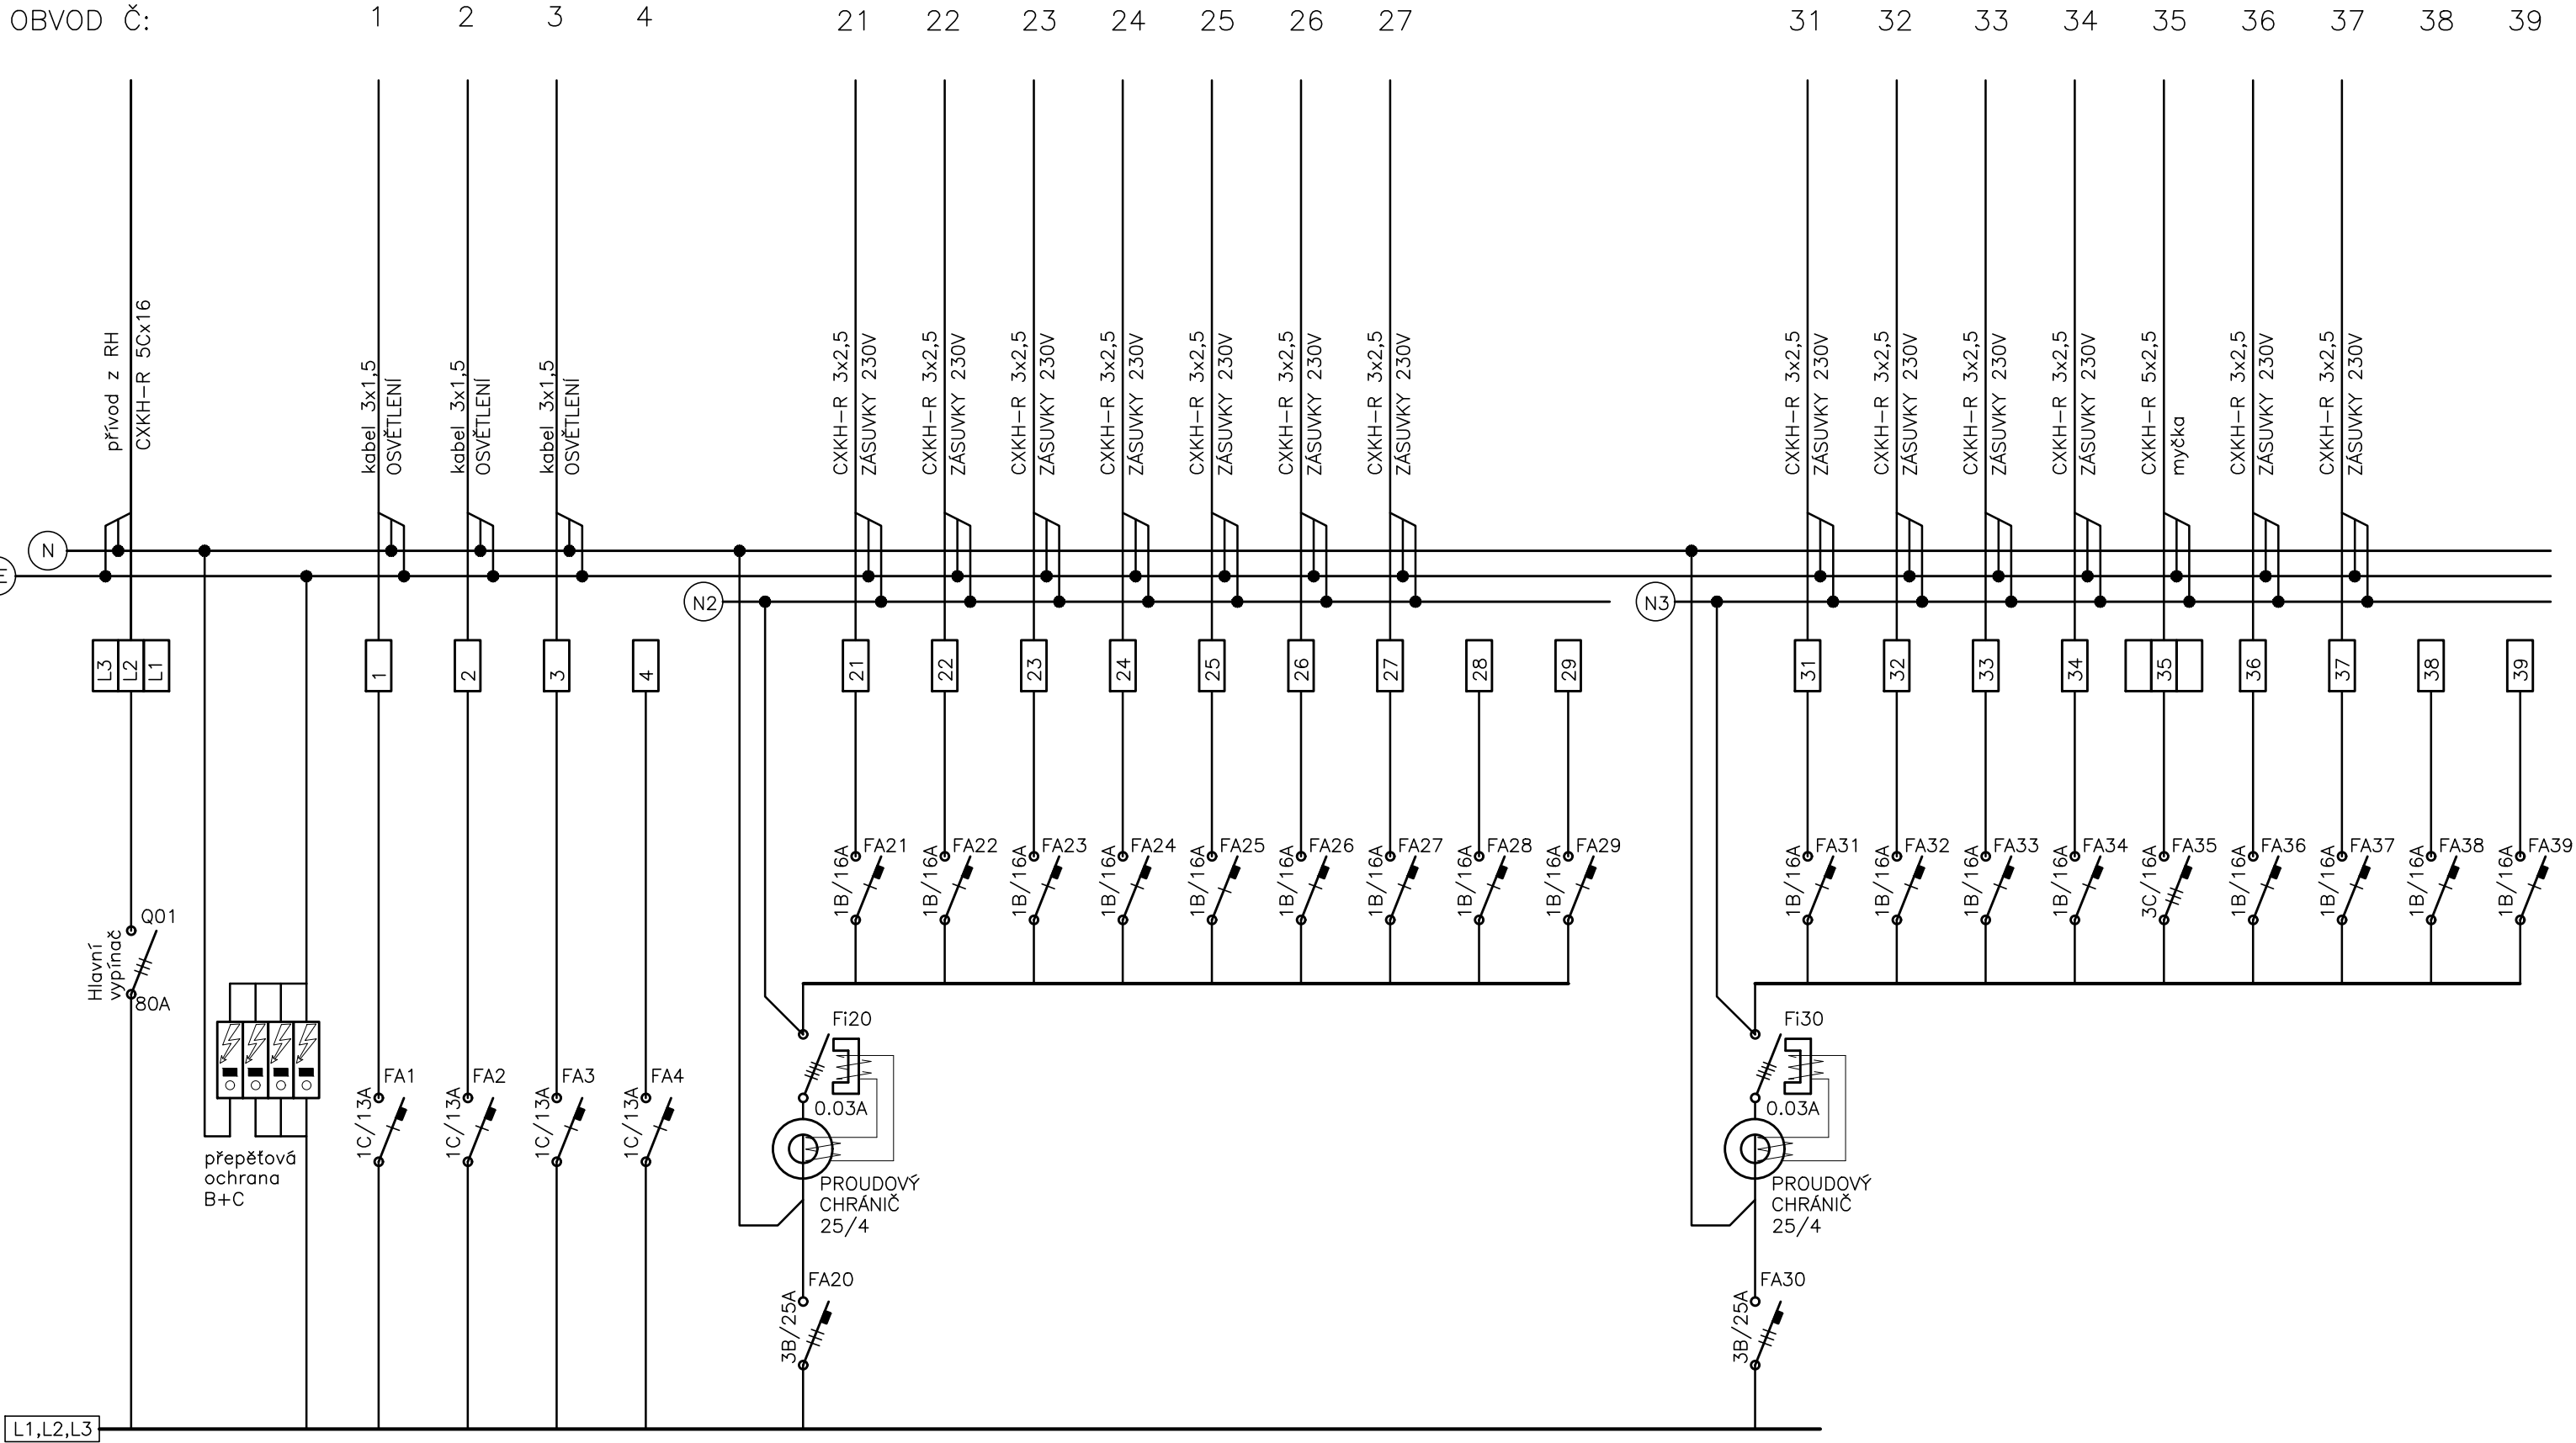 OBVOD Č: 1 2 3 4 21 22 23 24 25 26 27 31 32 33 34 35 36 37 38 39
přívod z RH
CXKH-R 5Cx16
kabel 3x1,5
OSVĚTLENÍ
kabel 3x1,5
OSVĚTLENÍ
kabel 3x1,5
OSVĚTLENÍ
CXKH-R 3x2,5
ZÁSUVKY 230V
CXKH-R 3x2,5
ZÁSUVKY 230V
CXKH-R 3x2,5
ZÁSUVKY 230V
CXKH-R 3x2,5
ZÁSUVKY 230V
CXKH-R 3x2,5
ZÁSUVKY 230V
CXKH-R 3x2,5
ZÁSUVKY 230V
CXKH-R 3x2,5
ZÁSUVKY 230V
CXKH-R 3x2,5
ZÁSUVKY 230V
CXKH-R 3x2,5
ZÁSUVKY 230V
CXKH-R 3x2,5
ZÁSUVKY 230V
CXKH-R 3x2,5
ZÁSUVKY 230V
CXKH-R 5x2,5
myčka
CXKH-R 3x2,5
ZÁSUVKY 230V
CXKH-R 3x2,5
ZÁSUVKY 230V
N
E
N2
N3
L3 L2 L1 1 2 3 4 21 22 23 24 25 26 27 28 29 31 32 33 34 35 36 37 38 39
1B/16A FA21
1B/16A FA22
1B/16A FA23
1B/16A FA24
1B/16A FA25
1B/16A FA26
1B/16A FA27
1B/16A FA28
1B/16A FA29
1B/16A FA31
1B/16A FA32
1B/16A FA33
1B/16A FA34
3C/16A FA35
1B/16A FA36
1B/16A FA37
1B/16A FA38
1B/16A FA39
Hlavní
vypínač
Q01
80A
přepěťová
ochrana
B+C
1C/13A FA1
1C/13A FA2
1C/13A FA3
1C/13A FA4
Fi20
0.03A
PROUDOVÝ
CHRÁNIČ
25/4
FA20
3B/25A
Fi30
0.03A
PROUDOVÝ
CHRÁNIČ
25/4
FA30
3B/25A
L1,L2,L3